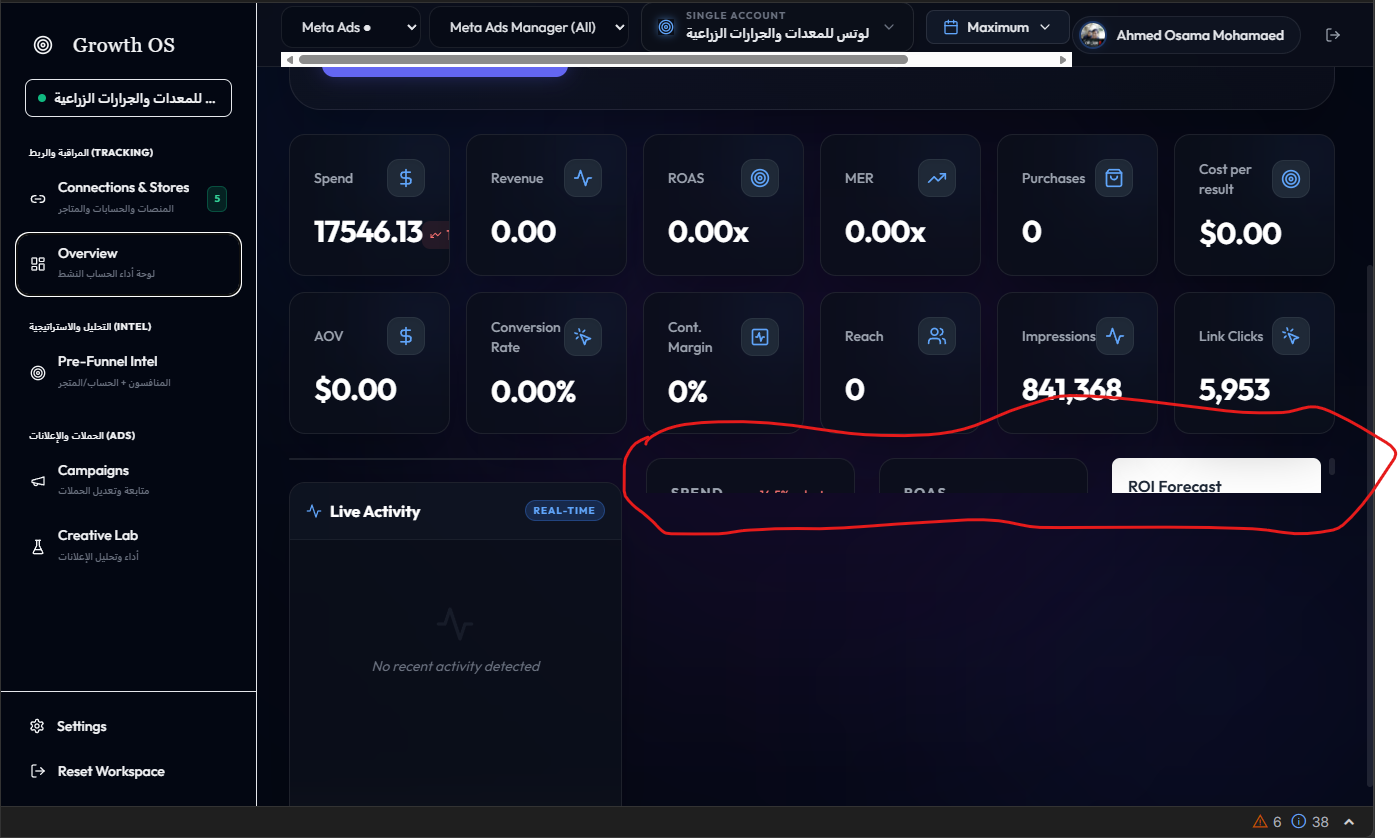 Growth OS
... للمعدات والجرارات الزراعية
المراقبة والربط (TRACKING)
Connections & Stores
المنصات والحسابات والمتاجر
5
Overview
لوحة أداء الحساب النشط
التحليل والاستراتيجية (INTEL)
Pre-Funnel Intel
المنافسون + الحساب/المتجر
الحملات والإعلانات (ADS)
Campaigns
متابعة وتعديل الحملات
Creative Lab
أداء وتحليل الإعلانات
Settings
Reset Workspace
Meta Ads ●
Meta Ads Manager (All)
SINGLE ACCOUNT
لوتس للمعدات والجرارات الزراعية
Maximum
Ahmed Osama Mohamaed
Spend
17546.13
Revenue
0.00
ROAS
0.00x
MER
0.00x
Purchases
0
Cost per
result
$0.00
AOV
$0.00
Conversion
Rate
0.00%
Cont.
Margin
0%
Reach
0
Impressions
841,368
Link Clicks
5,953
Live Activity
REAL-TIME
No recent activity detected
SPEND
ROAS
ROI Forecast
6
38